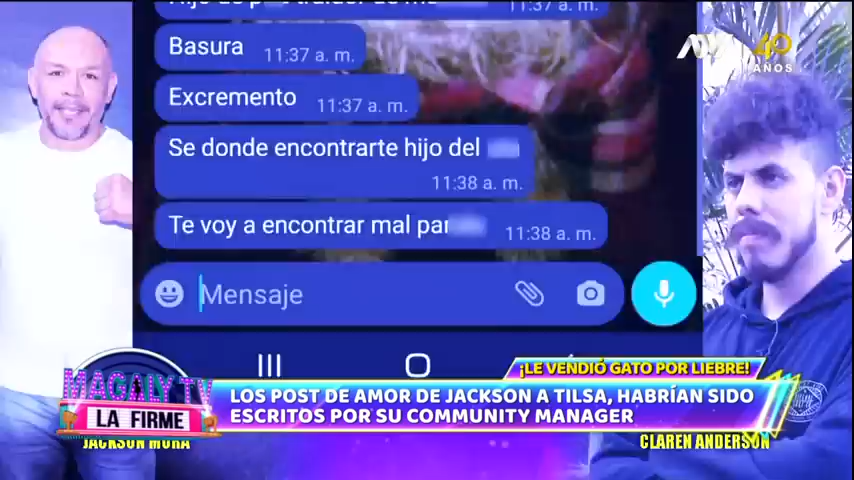 11:37 a. m.
Basura 11:37 a. m.
Excremento 11:37 a. m.
Se donde encontrarte hijo del
11:38 a. m.
Te voy a encontrar mal par 11:38 a. m.
Mensaje
ATV 40
AÑOS
¡LE VENDIÓ GATO POR LIEBRE!
MAGALY TV
LA FIRME
LOS POST DE AMOR DE JACKSON A TILSA, HABRÍAN SIDO
ESCRITOS POR SU COMMUNITY MANAGER
JACKSON MORA
CLAREN ANDERSON